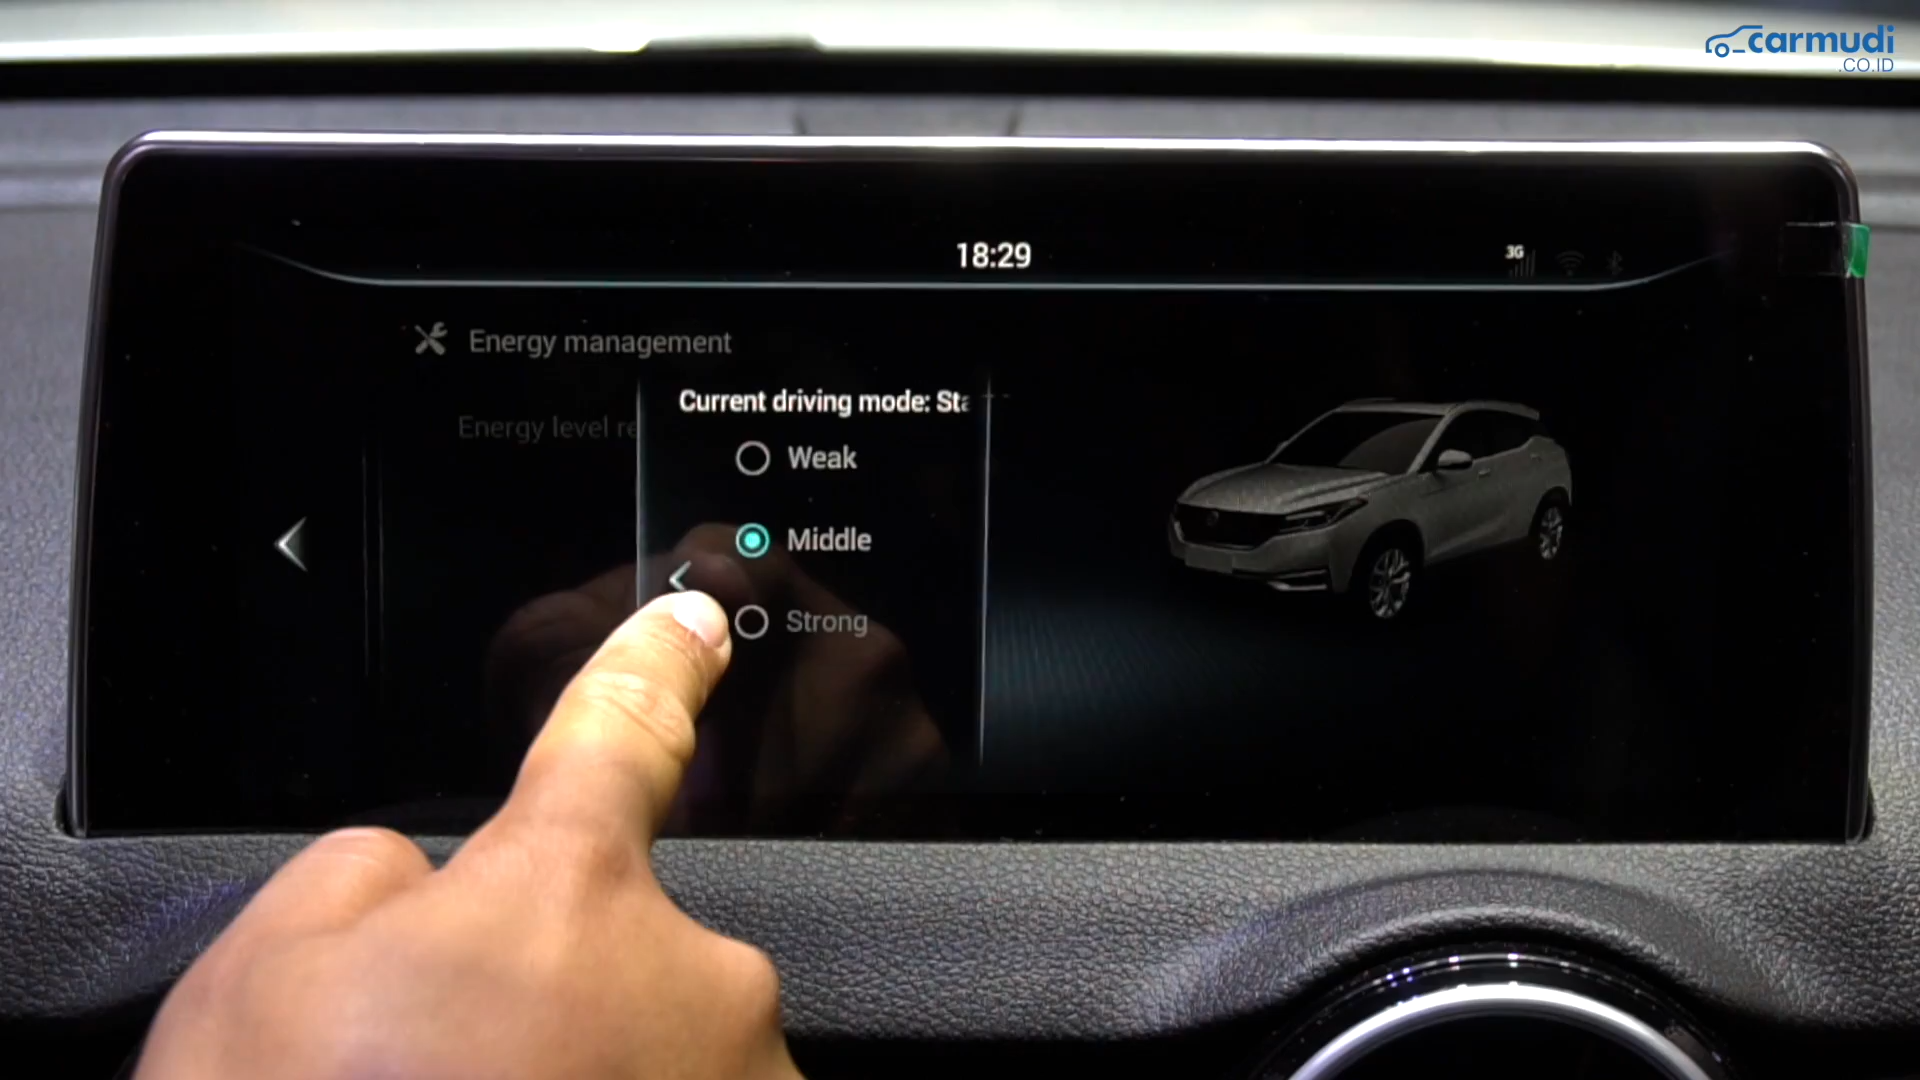 carmudi
.CO.ID
18:29
3G
Energy management
Current driving mode: Sta
Energy level re
Weak
Middle
Strong